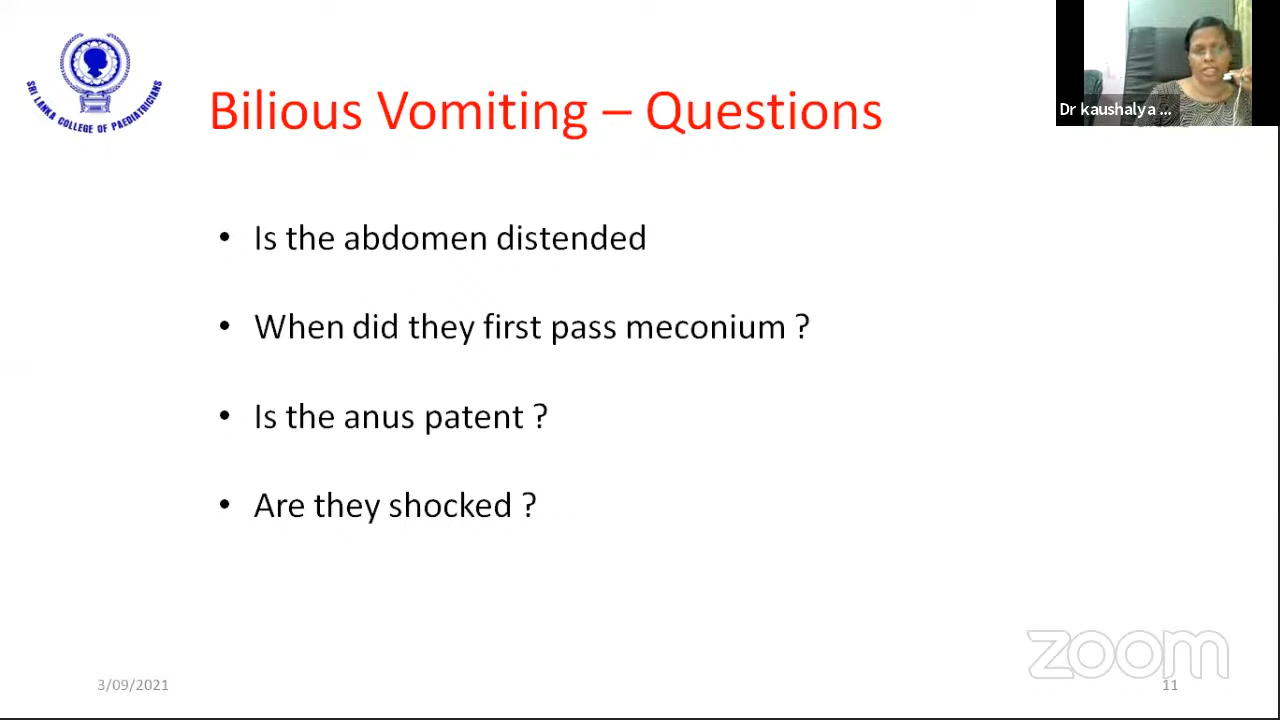 SRI LANKA COLLEGE OF PAEDIATRICIANS
Bilious Vomiting – Questions
Dr kaushalya ...
• Is the abdomen distended
• When did they first pass meconium ?
• Is the anus patent ?
• Are they shocked ?
zoom
3/09/2021
11